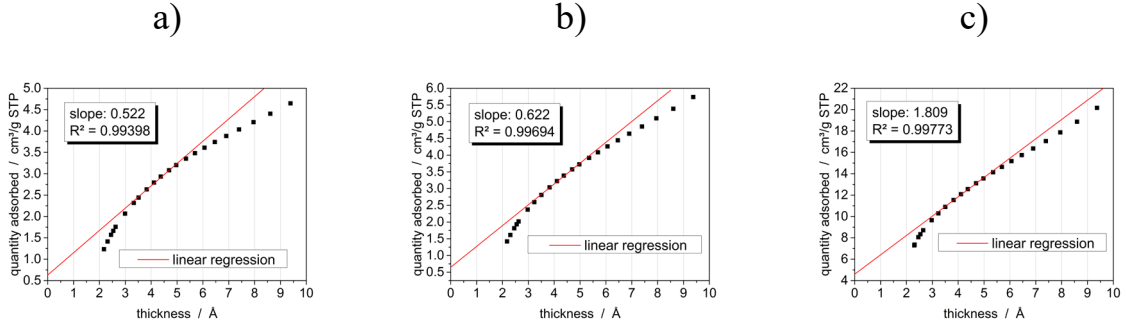 a)
b)
c)
quantity adsorbed / cm³/g STP
5.0
4.5
4.0
3.5
3.0
2.5
2.0
1.5
1.0
0.5
slope: 0.522
R² = 0.99398
linear regression
0 1 2 3 4 5 6 7 8 9 10
thickness / Å
quantity adsorbed / cm³/g STP
6.0
5.5
5.0
4.5
4.0
3.5
3.0
2.5
2.0
1.5
1.0
0.5
slope: 0.622
R² = 0.99694
linear regression
0 1 2 3 4 5 6 7 8 9 10
thickness / Å
quantity adsorbed / cm³/g STP
22
20
18
16
14
12
10
8
6
4
slope: 1.809
R² = 0.99773
linear regression
0 1 2 3 4 5 6 7 8 9 10
thickness / Å